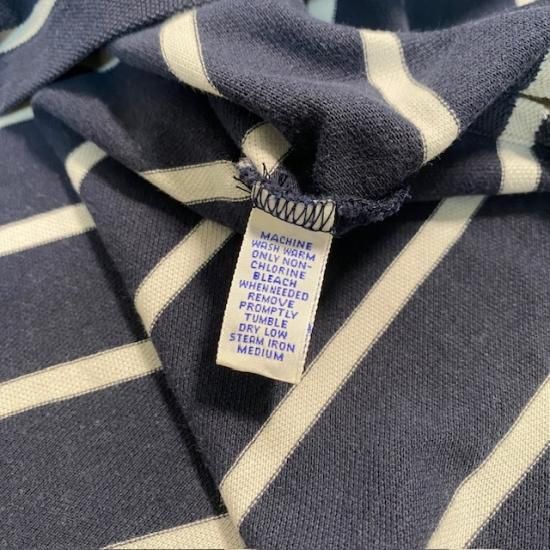 MACHINE
WASH WARM
ONLY NON-
CHLORINE
BLEACH
WHEN NEEDED
REMOVE
PROMPTLY
TUMBLE
DRY LOW
STEAM IRON
MEDIUM